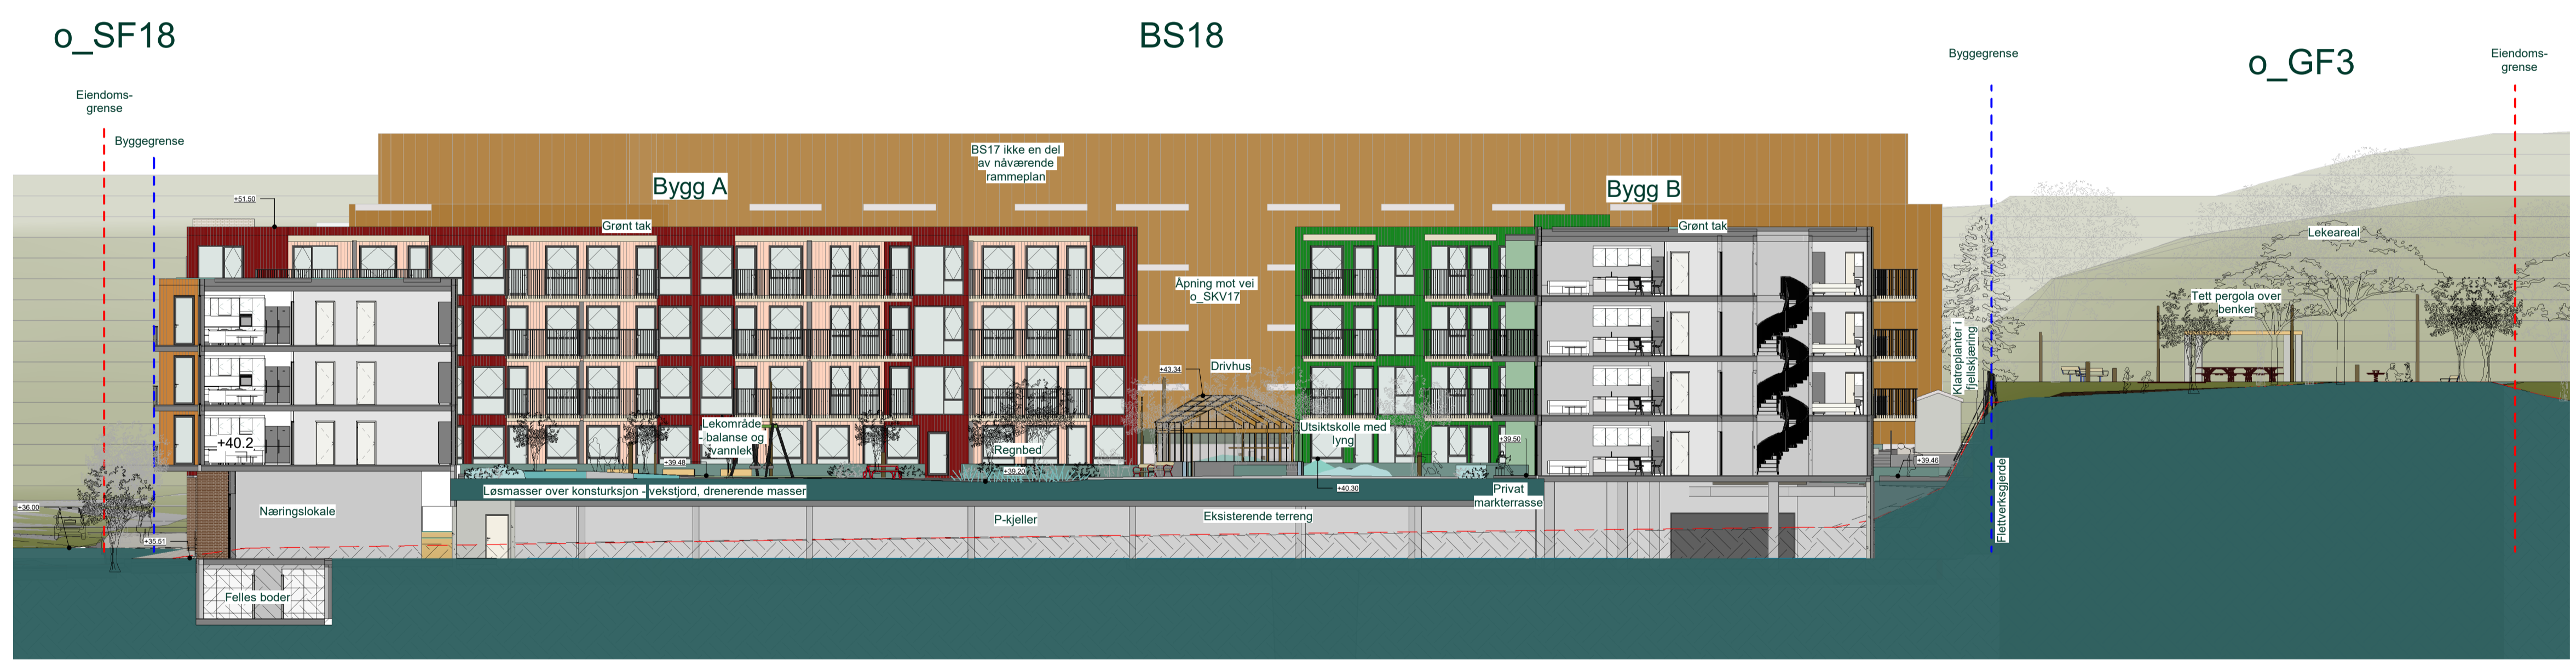 o_SF18
BS18
o_GF3
Eiendoms-
grense
Byggegrense
Byggegrense
Eiendoms-
grense
BS17 ikke en del
av nåværende
rammeplan
Bygg A
Bygg B
+51.50
Grønt tak
Grønt tak
Lekeareal
Åpning mot vei
o_SKV17
Tett pergola over
benker
Klatreplanter i
fjellskjæring
+43.34
Drivhus
+40.2
Lekområde
- balanse og
vannlek
Utsiktskolle med
lyng
+39.50
Regnbed
+39.48
+39.20
+39.46
+40.30
Løsmasser over konsturksjon - vekstjord, drenerende masser
Privat
markterrasse
+36.00
Næringslokale
P-kjeller
Eksisterende terreng
Flettverksgjerde
+35.51
Felles boder